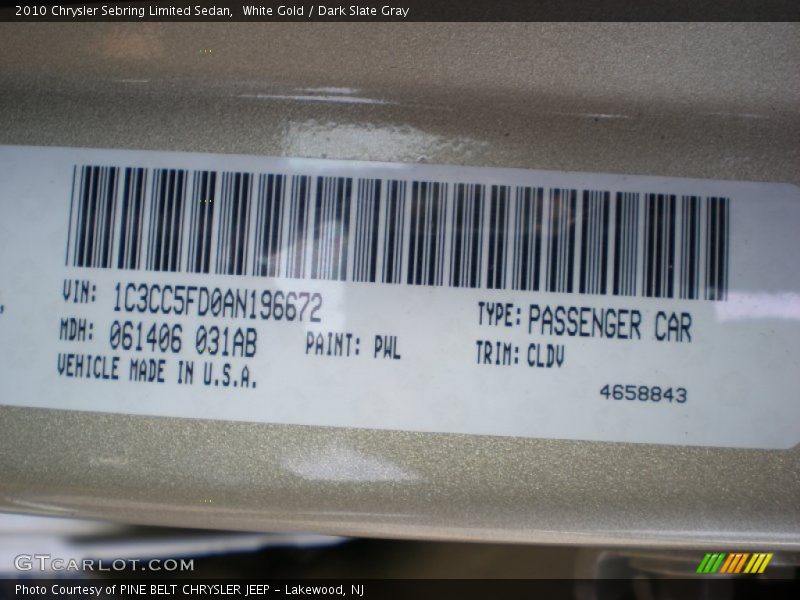 2010 Chrysler Sebring Limited Sedan, White Gold / Dark Slate Gray
VIN: 1C3CC5FD0AN196672
TYPE: PASSENGER CAR
MDH: 061406 031AB
PAINT: PWL
TRIM: CLDV
VEHICLE MADE IN U.S.A.
4658843
GTCARLOT.COM
Photo Courtesy of PINE BELT CHRYSLER JEEP - Lakewood, NJ